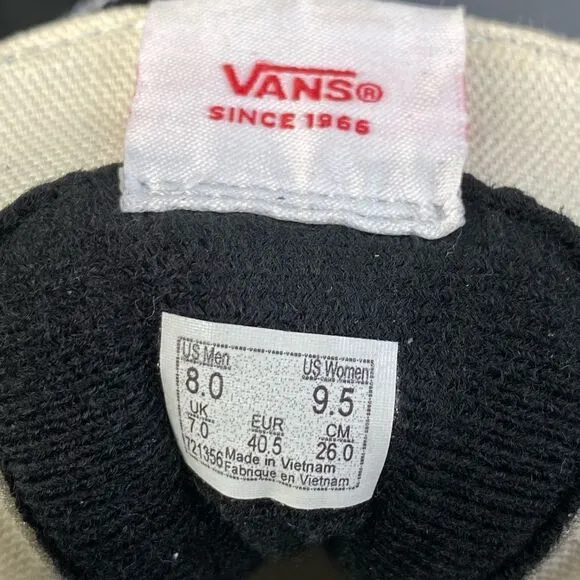 VANS®
SINCE 1966
US Men US Women
8.0 9.5
UK EUR CM
7.0 40.5 26.0
721356 Made in Vietnam
Fabrique en Vietnam